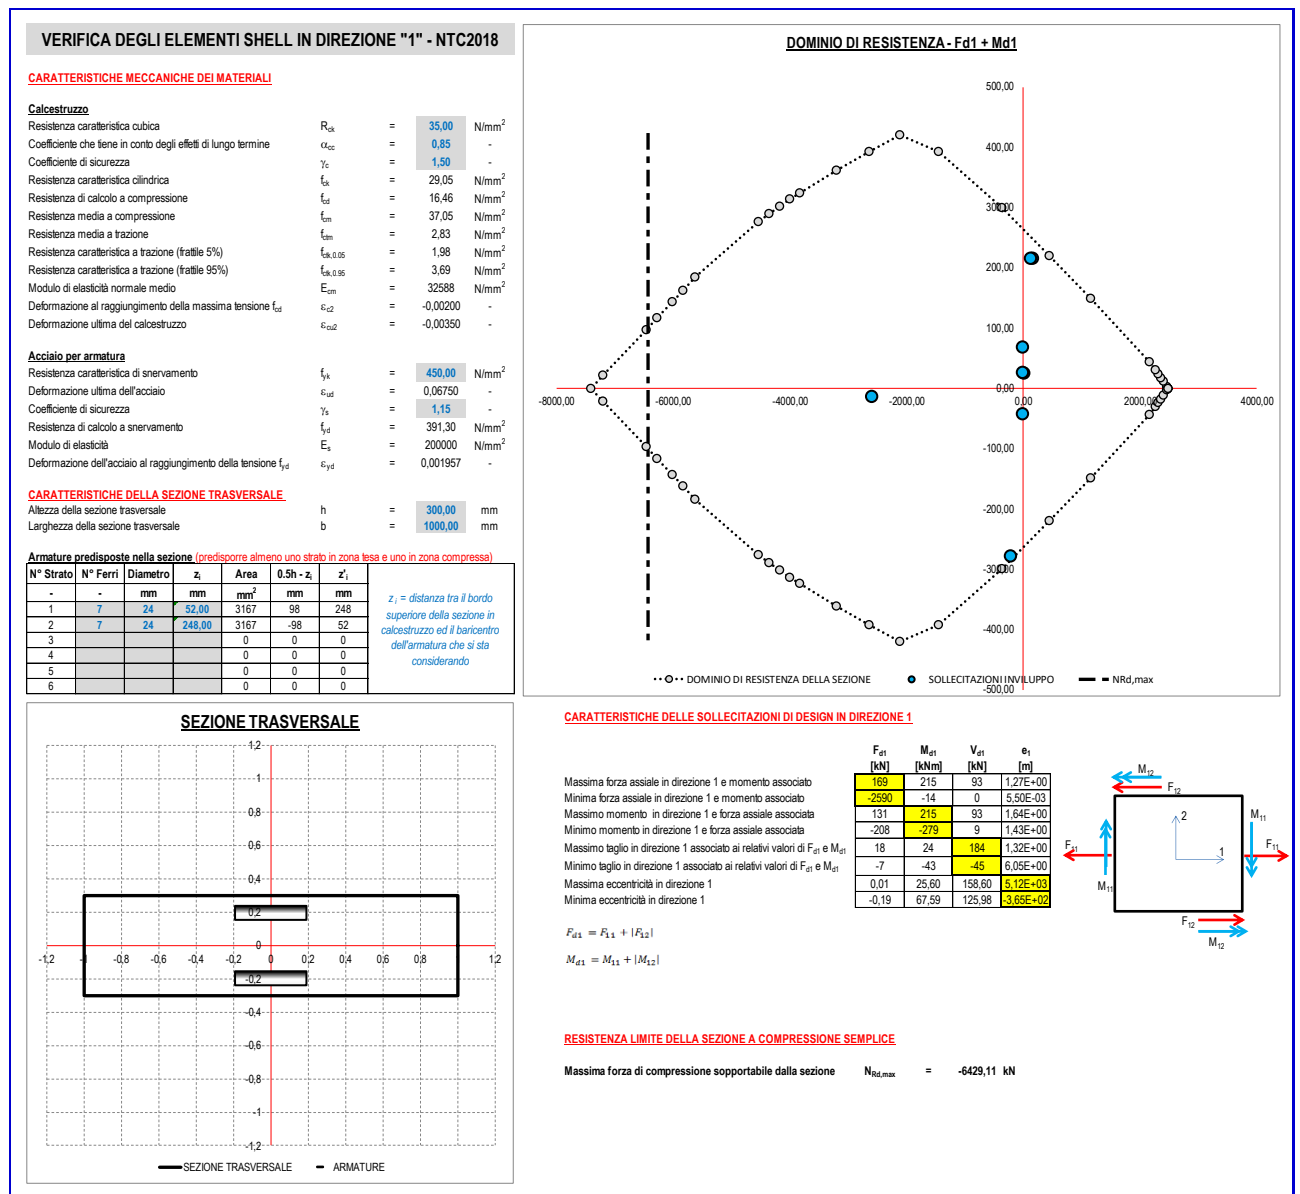 VERIFICA DEGLI ELEMENTI SHELL IN DIREZIONE "1" - NTC2018
CARATTERISTICHE MECCANICHE DEI MATERIALI
Calcestruzzo
Resistenza caratteristica cubica Rck = 35,00 N/mm²
Coefficiente che tiene in conto degli effetti di lungo termine αcc = 0,85 -
Coefficiente di sicurezza γc = 1,50 -
Resistenza caratteristica cilindrica fck = 29,05 N/mm²
Resistenza di calcolo a compressione fcd = 16,46 N/mm²
Resistenza media a compressione fcm = 37,05 N/mm²
Resistenza media a trazione fctm = 2,83 N/mm²
Resistenza caratteristica a trazione (frattile 5%) fctk,0.05 = 1,98 N/mm²
Resistenza caratteristica a trazione (frattile 95%) fctk,0.95 = 3,69 N/mm²
Modulo di elasticità normale medio Ecm = 32588 N/mm²
Deformazione al raggiungimento della massima tensione fcd εc2 = -0,00200 -
Deformazione ultima del calcestruzzo εcu2 = -0,00350 -
Acciaio per armatura
Resistenza caratteristica di snervamento fyk = 450,00 N/mm²
Deformazione ultima dell'acciaio εud = 0,06750 -
Coefficiente di sicurezza γs = 1,15 -
Resistenza di calcolo a snervamento fyd = 391,30 N/mm²
Modulo di elasticità Es = 200000 N/mm²
Deformazione dell'acciaio al raggiungimento della tensione fyd εyd = 0,001957 -
CARATTERISTICHE DELLA SEZIONE TRASVERSALE
Altezza della sezione trasversale h = 300,00 mm
Larghezza della sezione trasversale b = 1000,00 mm
Armature predisposte nella sezione (predisporre almeno uno strato in zona tesa e uno in zona compressa)
N° Strato N° Ferri Diametro zi Area 0.5h - zi z'i
- - mm mm mm² mm mm
1 7 24 52,00 3167 98 248
2 7 24 248,00 3167 -98 52
3 0 0 0
4 0 0 0
5 0 0 0
6 0 0 0
z i = distanza tra il bordo
superiore della sezione in
calcestruzzo ed il baricentro
dell'armatura che si sta
considerando
DOMINIO DI RESISTENZA - Fd1 + Md1
500,00
400,00
300,00
200,00
100,00
0,00
-8000,00 -6000,00 -4000,00 -2000,00 2000,00 4000,00
-100,00
-200,00
-300,00
-400,00
-500,00
DOMINIO DI RESISTENZA DELLA SEZIONE SOLLECITAZIONI INVILUPPO NRd,max
SEZIONE TRASVERSALE
1,2
1
0,8
0,6
0,4
0,2
0
-1,2 -1 -0,8 -0,6 -0,4 -0,2 0 0,2 0,4 0,6 0,8 1 1,2
-0,2
-0,4
-0,6
-0,8
-1
-1,2
SEZIONE TRASVERSALE ARMATURE
CARATTERISTICHE DELLE SOLLECITAZIONI DI DESIGN IN DIREZIONE 1
Fd1 Md1 Vd1 e1
[kN] [kNm] [kN] [m]
Massima forza assiale in direzione 1 e momento associato 169 215 93 1,27E+00
Minima forza assiale in direzione 1 e momento associato -2590 -14 0 5,50E-03
Massimo momento in direzione 1 e forza assiale associata 131 215 93 1,64E+00
Minimo momento in direzione 1 e forza assiale associata -208 -279 9 1,43E+00
Massimo taglio in direzione 1 associato ai relativi valori di Fd1 e Md1 18 24 184 1,32E+00
Minimo taglio in direzione 1 associato ai relativi valori di Fd1 e Md1 -7 -43 -45 6,05E+00
Massima eccentricità in direzione 1 0,01 25,60 158,60 5,12E+03
Minima eccentricità in direzione 1 -0,19 67,59 125,98 -3,65E+02
Fd1 = F11 + |F12|
Md1 = M11 + |M12|
M12
F12
M11
2
1
F11 F11
M11
F12
M12
RESISTENZA LIMITE DELLA SEZIONE A COMPRESSIONE SEMPLICE
Massima forza di compressione sopportabile dalla sezione NRd,max = -6429,11 kN